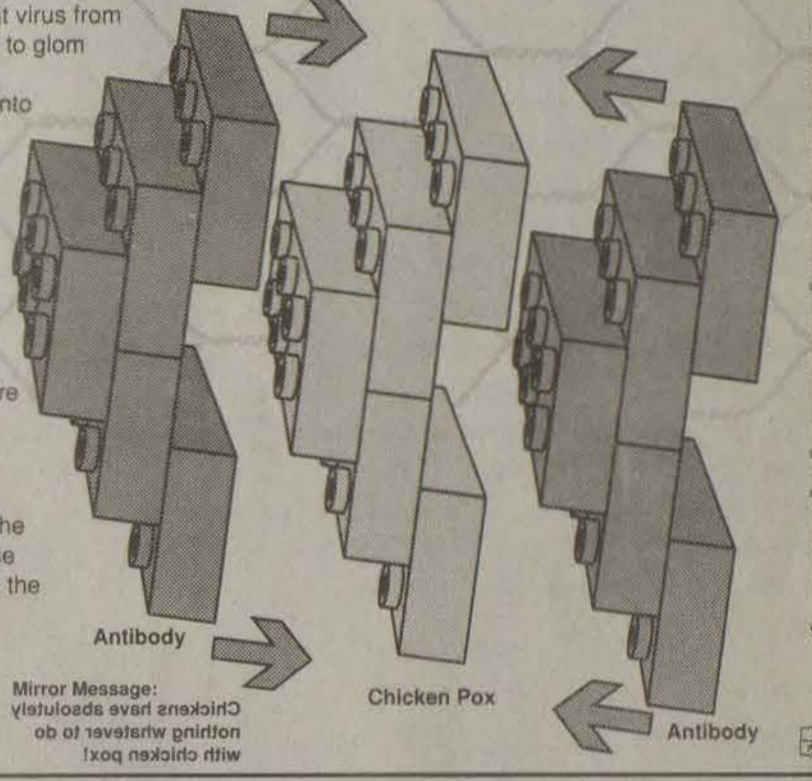 t virus from
to glom
nto
re
he
se
the
Antibody
Chicken Pox
Antibody
Mirror Message:
Chickens have absolutely
nothing whatever to do
with chicken pox!